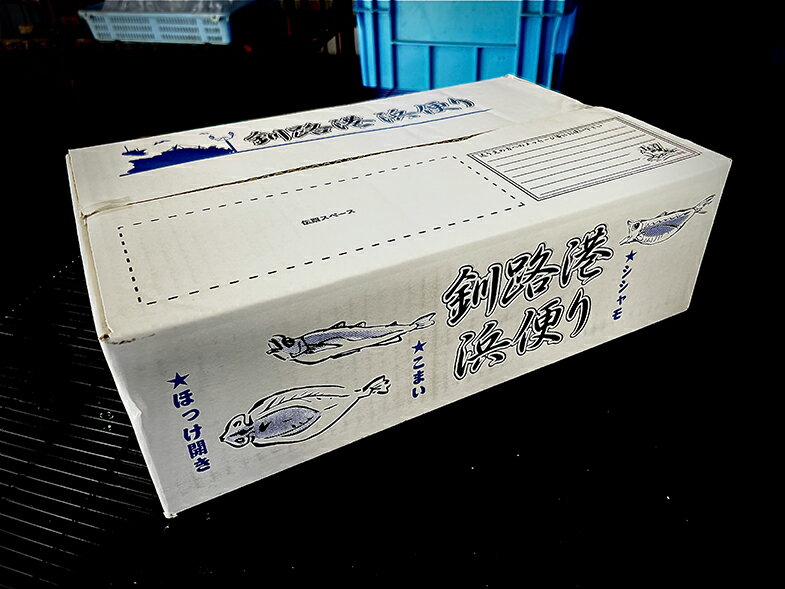 釧路港 浜便り
伝票スペース
釧路港
浜便り
★シシャモ
★こまい
★ほっけ開き